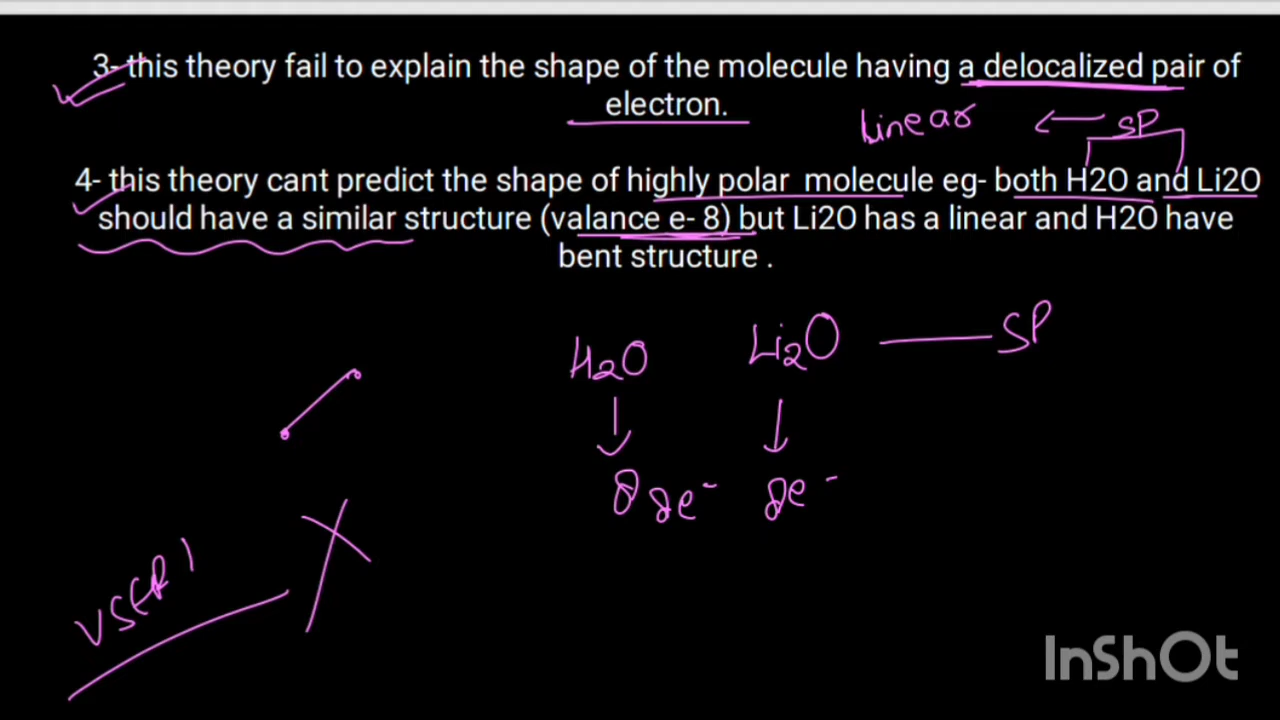 3- this theory fail to explain the shape of the molecule having a delocalized pair of
electron.
Linear ← SP
4- this theory cant predict the shape of highly polar molecule eg- both H2O and Li2O
should have a similar structure (valance e- 8) but Li2O has a linear and H2O have
bent structure .
H2O Li2O — SP
8 8e- 8e-
InShOt